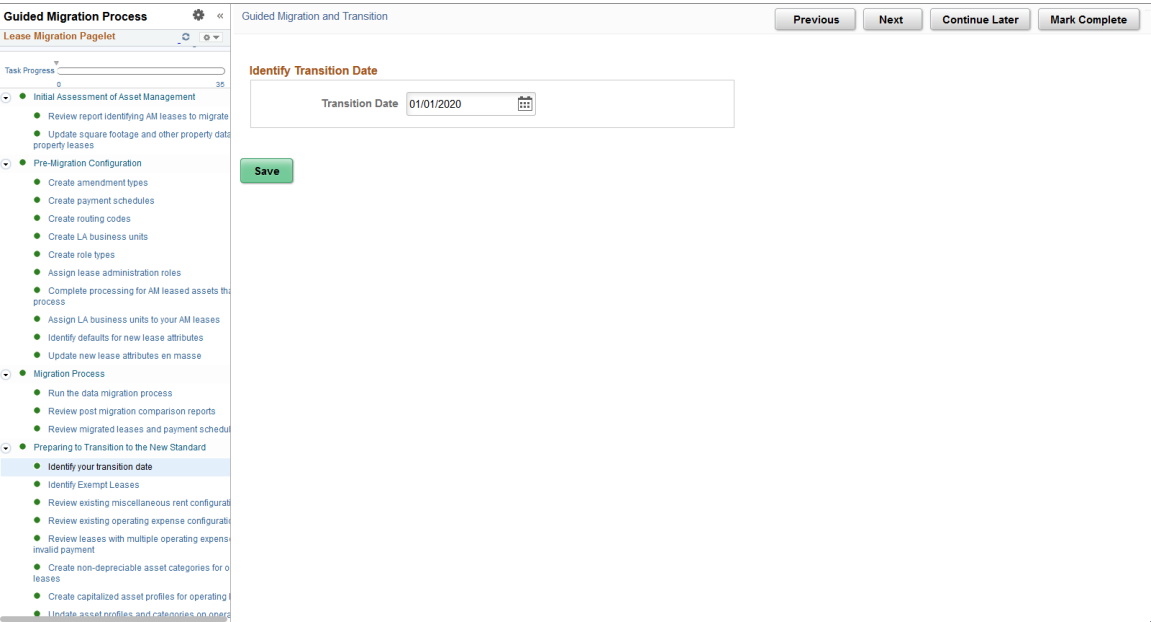 Guided Migration Process
Lease Migration Pagelet
Task Progress
0 35
Initial Assessment of Asset Management
Review report identifying AM leases to migrate
Update square footage and other property data
property leases
Pre-Migration Configuration
Create amendment types
Create payment schedules
Create routing codes
Create LA business units
Create role types
Assign lease administration roles
Complete processing for AM leased assets tha
process
Assign LA business units to your AM leases
Identify defaults for new lease attributes
Update new lease attributes en masse
Migration Process
Run the data migration process
Review post migration comparison reports
Review migrated leases and payment schedul
Preparing to Transition to the New Standard
Identify your transition date
Identify Exempt Leases
Review existing miscellaneous rent configurati
Review existing operating expense configuratio
Review leases with multiple operating expens
invalid payment
Create non-depreciable asset categories for o
leases
Create capitalized asset profiles for operating l
Update asset profiles and categories on opera
Guided Migration and Transition
Previous Next Continue Later Mark Complete
Identify Transition Date
Transition Date 01/01/2020
Save